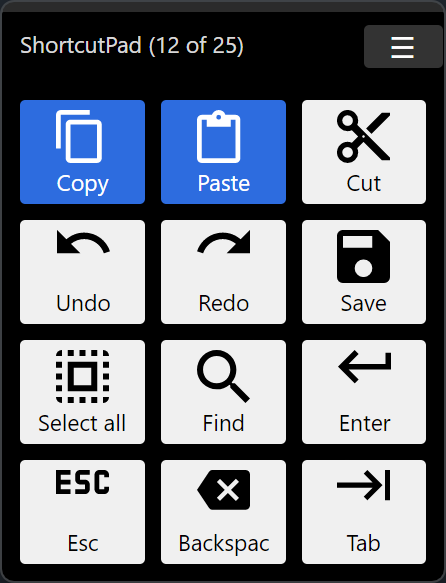 ShortcutPad (12 of 25)
Copy
Paste
Cut
Undo
Redo
Save
Select all
Find
Enter
ESC
Esc
Backspac
Tab